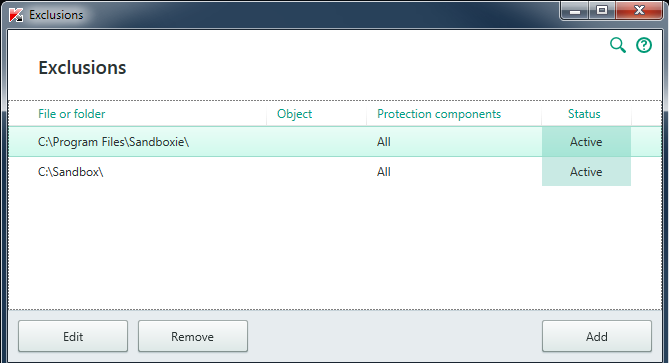 Exclusions
Exclusions
File or folder Object Protection components Status
C:\Program Files\Sandboxie\ All Active
C:\Sandbox\ All Active
Edit Remove Add